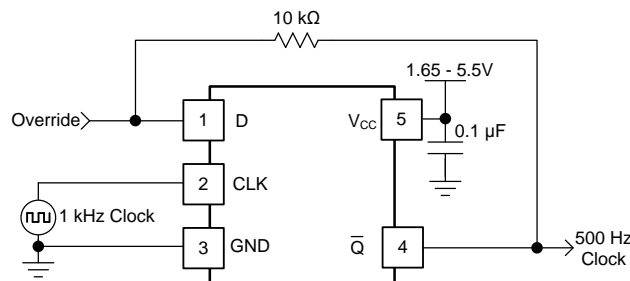 10 kΩ
1.65 - 5.5V
Override
1
D
V_CC
5
0.1 µF
2
CLK
1 kHz Clock
3
GND
Q̅
4
500 Hz
Clock